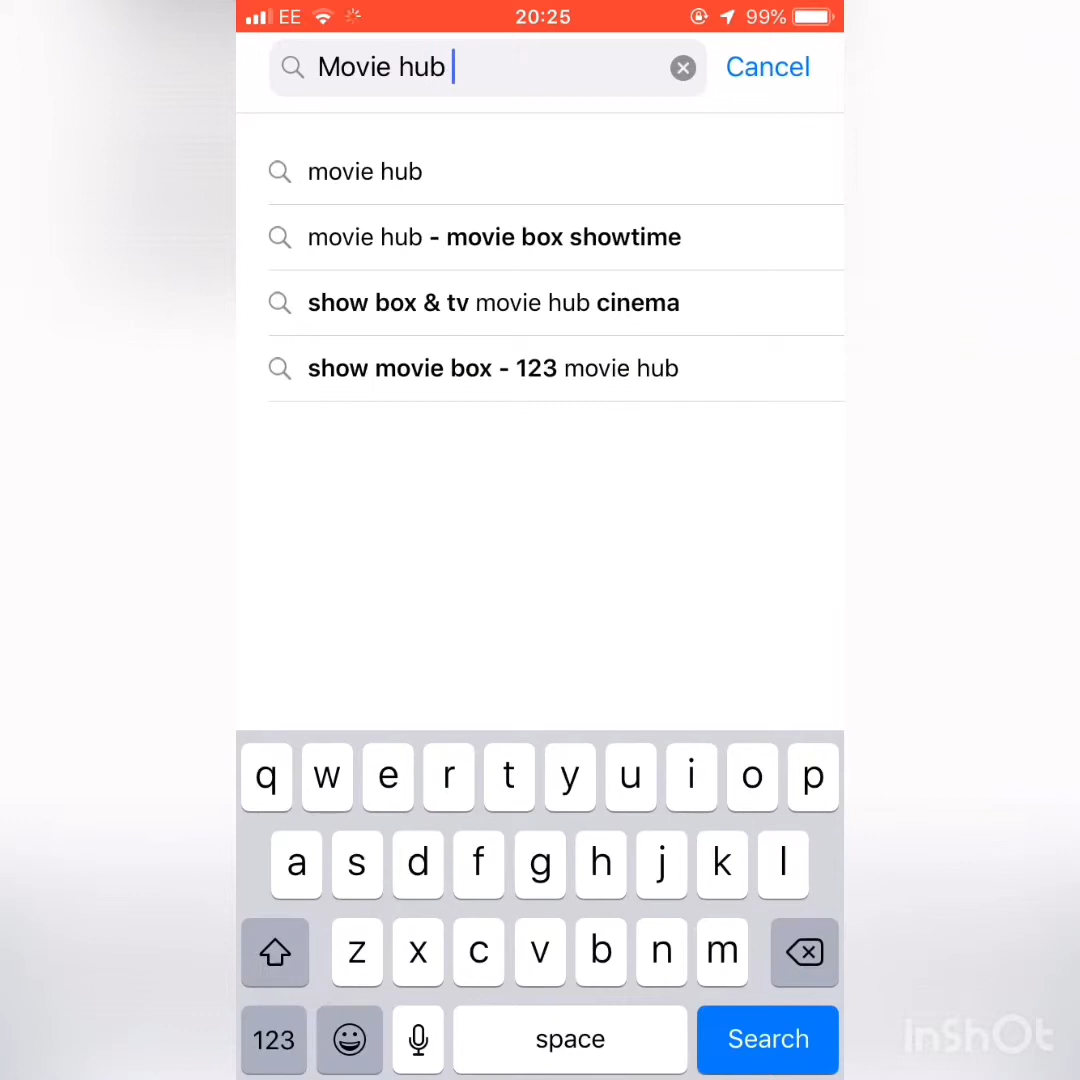 EE 20:25 99%
Movie hub Cancel
movie hub
movie hub - movie box showtime
show box & tv movie hub cinema
show movie box - 123 movie hub
q w e r t y u i o p
a s d f g h j k l
z x c v b n m
123 space Search
InShOt